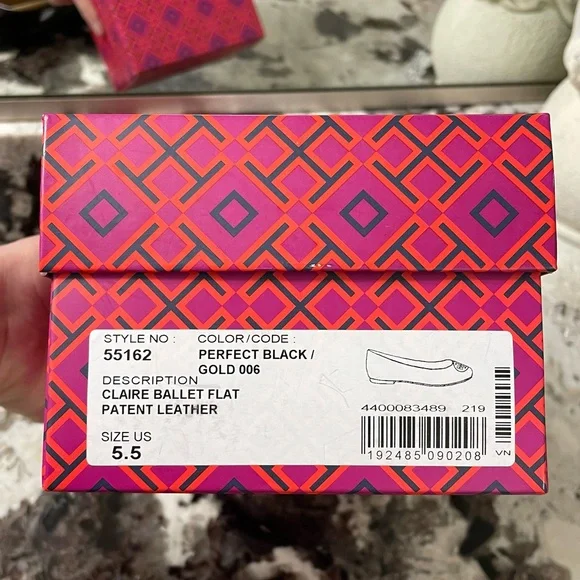 STYLE NO : COLOR/CODE :
55162 PERFECT BLACK /
GOLD 006
DESCRIPTION
CLAIRE BALLET FLAT
PATENT LEATHER
SIZE US
5.5
4400083489 219
192485 090208
VN